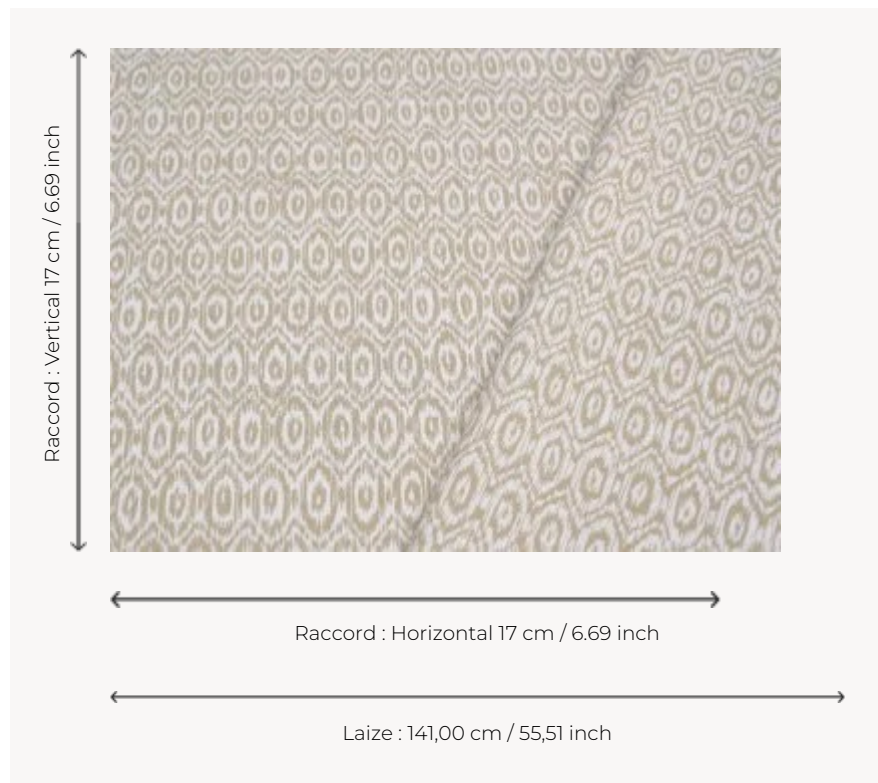 Raccord : Vertical 17 cm / 6.69 inch
Raccord : Horizontal 17 cm / 6.69 inch
Laize : 141,00 cm / 55,51 inch